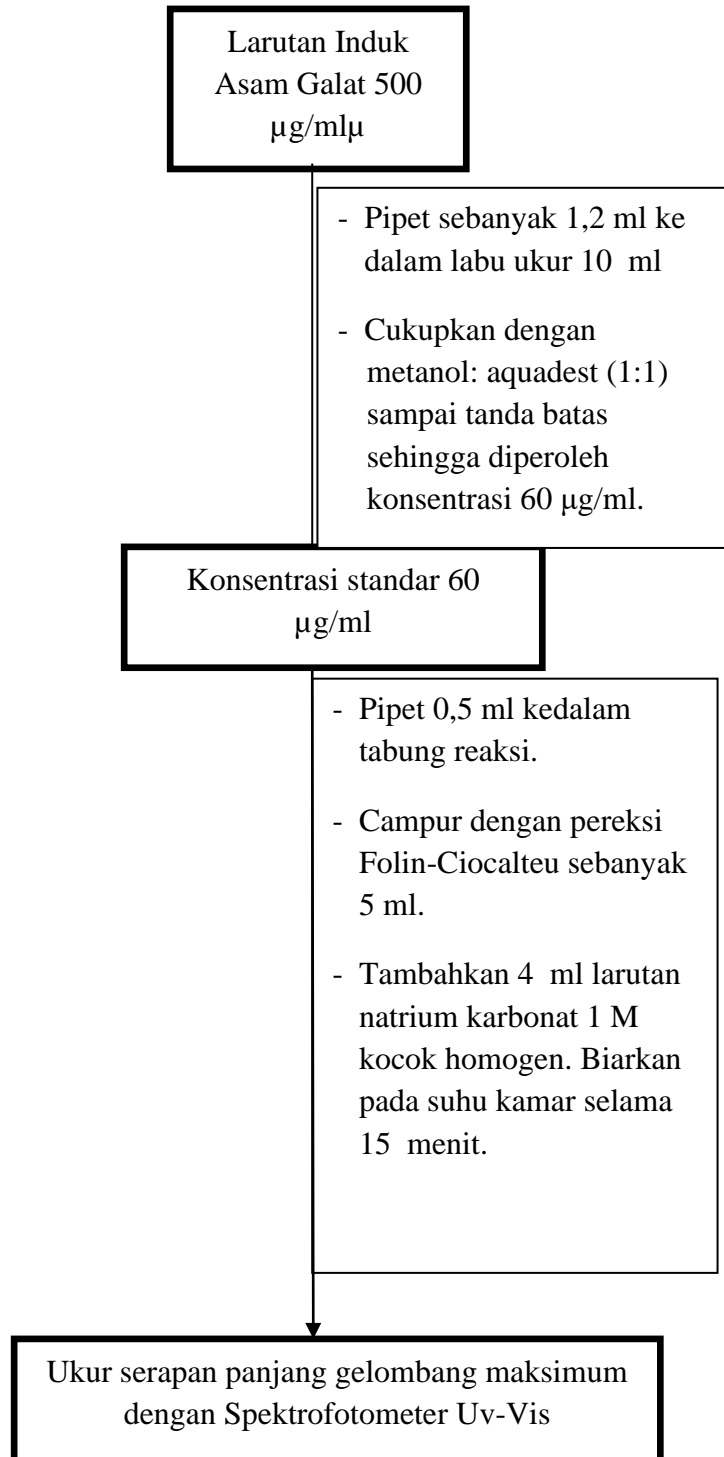 Larutan Induk
Asam Galat 500
µg/mlµ
- Pipet sebanyak 1,2 ml ke
dalam labu ukur 10 ml
- Cukupkan dengan
metanol: aquadest (1:1)
sampai tanda batas
sehingga diperoleh
konsentrasi 60 µg/ml.
Konsentrasi standar 60
µg/ml
- Pipet 0,5 ml kedalam
tabung reaksi.
- Campur dengan pereksi
Folin-Ciocalteu sebanyak
5 ml.
- Tambahkan 4 ml larutan
natrium karbonat 1 M
kocok homogen. Biarkan
pada suhu kamar selama
15 menit.
Ukur serapan panjang gelombang maksimum
dengan Spektrofotometer Uv-Vis